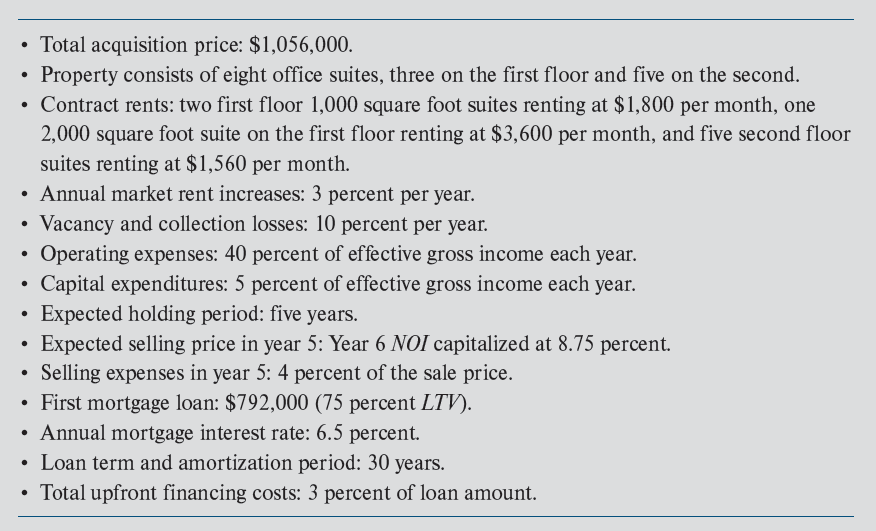 • Total acquisition price: $1,056,000.
• Property consists of eight office suites, three on the first floor and five on the second.
• Contract rents: two first floor 1,000 square foot suites renting at $1,800 per month, one
2,000 square foot suite on the first floor renting at $3,600 per month, and five second floor
suites renting at $1,560 per month.
• Annual market rent increases: 3 percent per year.
• Vacancy and collection losses: 10 percent per year.
• Operating expenses: 40 percent of effective gross income each year.
• Capital expenditures: 5 percent of effective gross income each year.
• Expected holding period: five years.
• Expected selling price in year 5: Year 6 NOI capitalized at 8.75 percent.
• Selling expenses in year 5: 4 percent of the sale price.
• First mortgage loan: $792,000 (75 percent LTV).
• Annual mortgage interest rate: 6.5 percent.
• Loan term and amortization period: 30 years.
• Total upfront financing costs: 3 percent of loan amount.